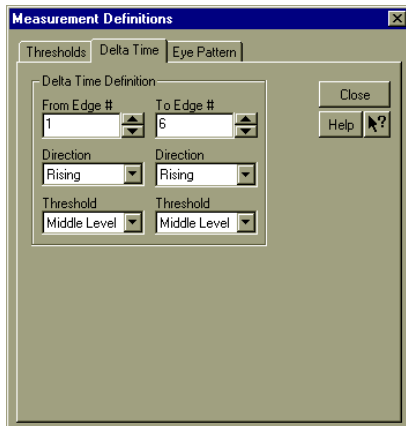 Measurement Definitions
Thresholds Delta Time Eye Pattern
Delta Time Definition
From Edge # To Edge #
1 6
Direction Direction
Rising Rising
Threshold Threshold
Middle Level Middle Level
Close
Help ?